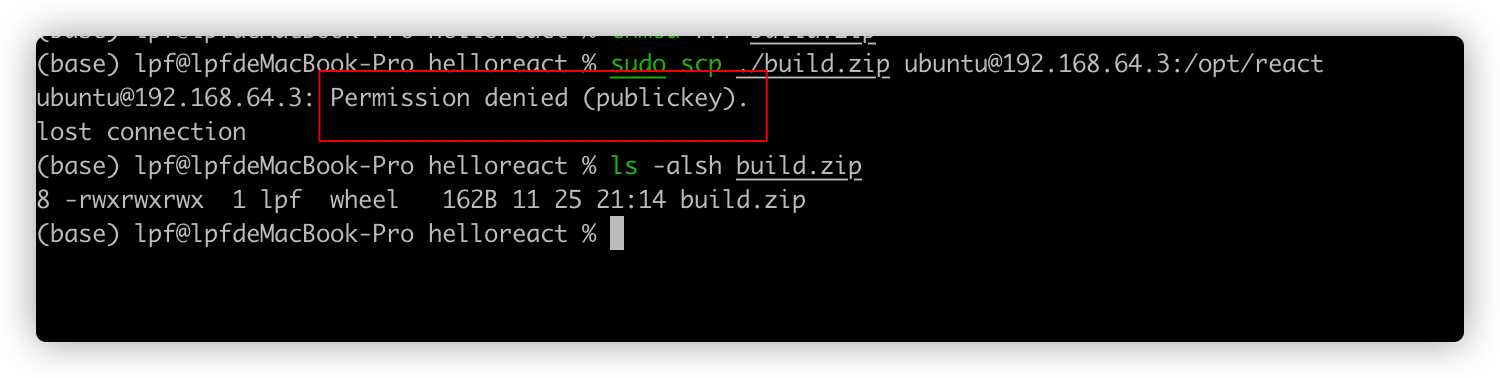 (base) lpf@lpfdeMacBook-Pro helloreact % chmod 777 build.zip
(base) lpf@lpfdeMacBook-Pro helloreact % sudo scp ./build.zip ubuntu@192.168.64.3:/opt/react
ubuntu@192.168.64.3: Permission denied (publickey).
lost connection
(base) lpf@lpfdeMacBook-Pro helloreact % ls -alsh build.zip
8 -rwxrwxrwx  1 lpf  wheel   162B 11 25 21:14 build.zip
(base) lpf@lpfdeMacBook-Pro helloreact %